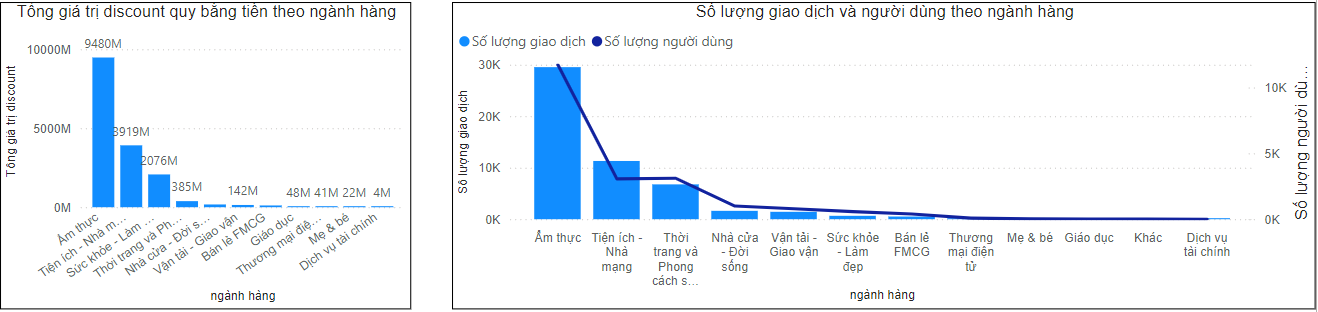 Tổng giá trị discount quy bằng tiền theo ngành hàng
Tổng giá trị discount
10000M
5000M
0M
9480M
3919M
2076M
385M
142M
48M
41M
22M
4M
Ẩm thực
Tiện ích - Nhà m...
Sức khỏe - Làm ...
Thời trang và Ph...
Nhà cửa - Đời s...
Vận tải - Giao vận
Bán lẻ FMCG
Giáo dục
Thương mại điệ...
Mẹ & bé
Dịch vụ tài chính
ngành hàng
Số lượng giao dịch và người dùng theo ngành hàng
Số lượng giao dịch
Số lượng người dùng
Số lượng giao dịch
30K
20K
10K
0K
10K
5K
0K
Số lượng người dù...
Ẩm thực
Tiện ích -
Nhà
mạng
Thời
trang và
Phong
cách s...
Nhà cửa
- Đời
sống
Vận tải -
Giao vận
Sức khỏe
- Làm
đẹp
Bán lẻ
FMCG
Thương
mại điện
tử
Mẹ & bé
Giáo dục
Khác
Dịch vụ
tài chính
ngành hàng